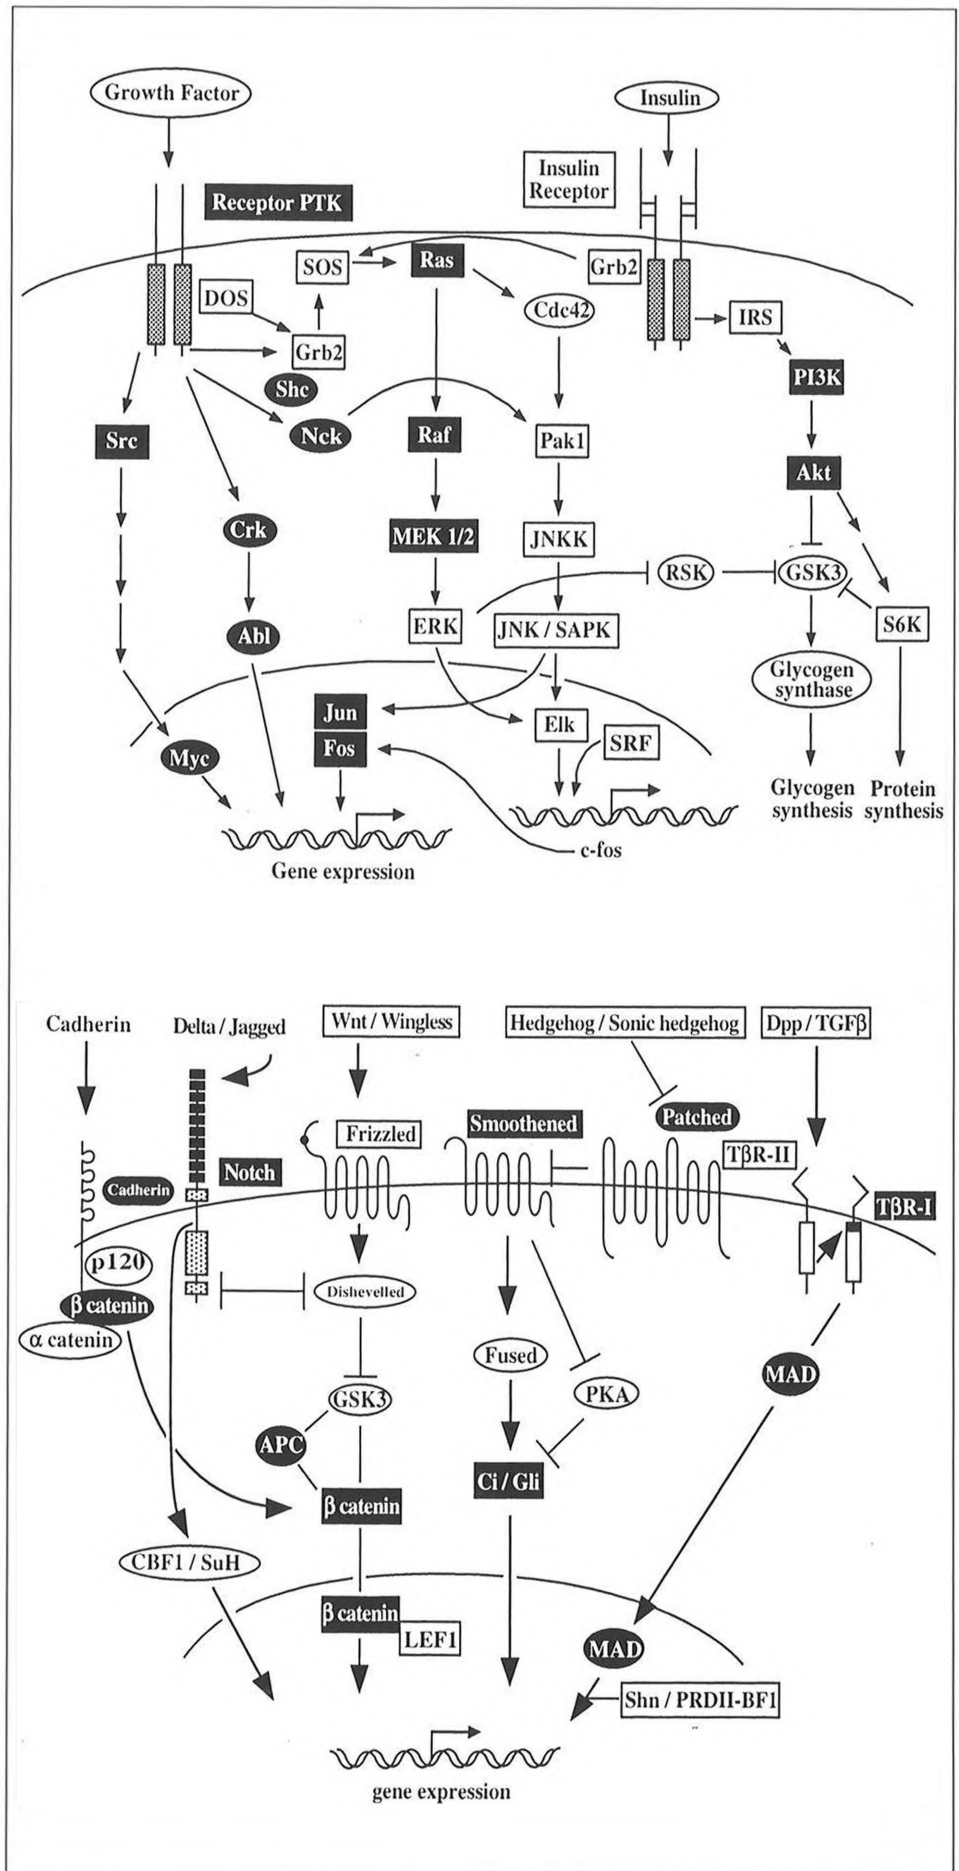 Growth Factor
Insulin
Insulin
Receptor
Receptor PTK
SOS
Ras
Grb2
DOS
Cdc42
IRS
Grb2
Shc
PI3K
Src
Nck
Raf
Pak1
Akt
Crk
MEK 1/2
JNKK
RSK
GSK3
Abl
ERK
JNK / SAPK
S6K
Glycogen
synthase
Jun
Elk
Fos
SRF
Myc
Glycogen
synthesis
Protein
synthesis
c-fos
Gene expression
Cadherin
Delta / Jagged
Wnt / Wingless
Hedgehog / Sonic hedgehog
Dpp / TGFβ
Patched
Smoothened
Frizzled
TβR-II
Notch
Cadherin
TβR-I
p120
Dishevelled
β catenin
α catenin
Fused
MAD
GSK3
PKA
APC
Ci / Gli
β catenin
CBF1 / SuH
β catenin
LEF1
MAD
Shn / PRDII-BF1
gene expression